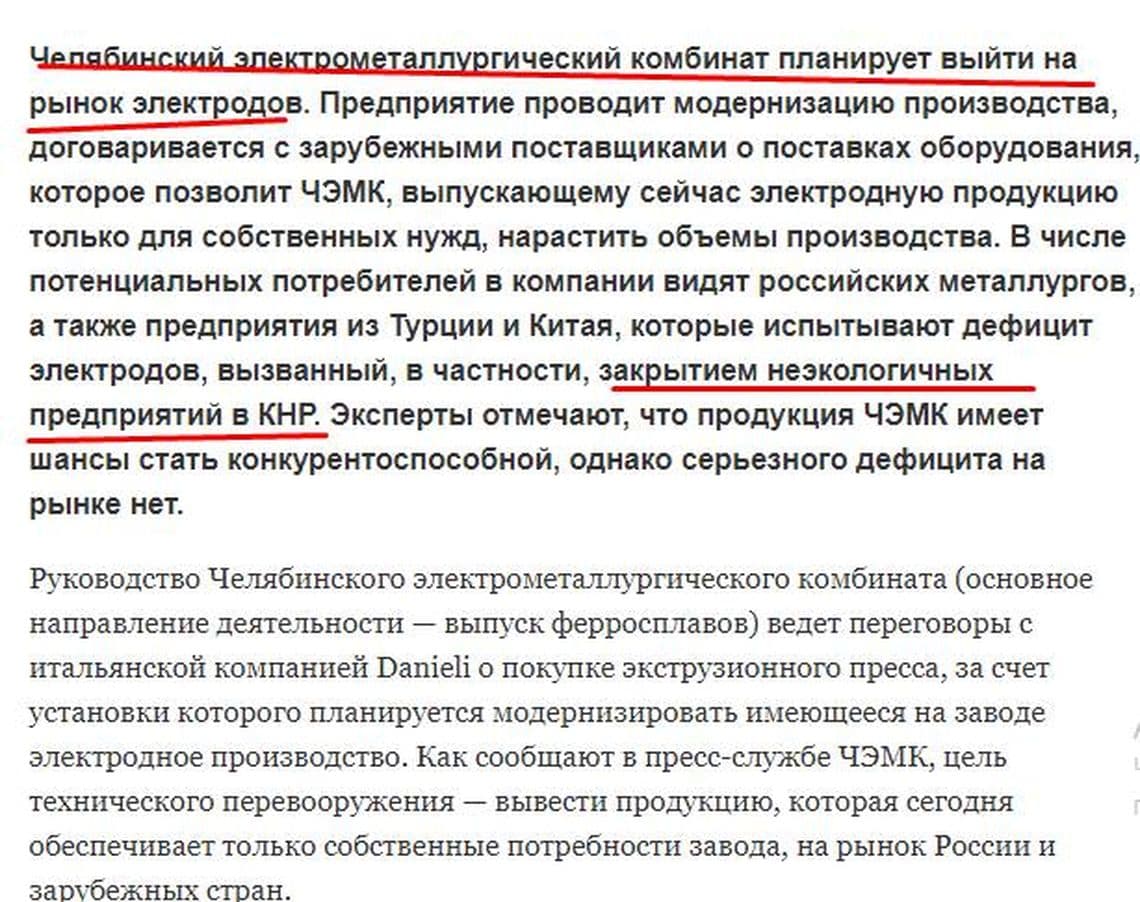 Челябинский электрометаллургический комбинат планирует выйти на
рынок электродов. Предприятие проводит модернизацию производства,
договаривается с зарубежными поставщиками о поставках оборудования,
которое позволит ЧЭМК, выпускающему сейчас электродную продукцию
только для собственных нужд, нарастить объемы производства. В числе
потенциальных потребителей в компании видят российских металлургов,
а также предприятия из Турции и Китая, которые испытывают дефицит
электродов, вызванный, в частности, закрытием неэкологичных
предприятий в КНР. Эксперты отмечают, что продукция ЧЭМК имеет
шансы стать конкурентоспособной, однако серьезного дефицита на
рынке нет.
Руководство Челябинского электрометаллургического комбината (основное
направление деятельности — выпуск ферросплавов) ведет переговоры с
итальянской компанией Danieli о покупке экструзионного пресса, за счет
установки которого планируется модернизировать имеющееся на заводе
электродное производство. Как сообщают в пресс-службе ЧЭМК, цель
технического перевооружения — вывести продукцию, которая сегодня
обеспечивает только собственные потребности завода, на рынок России и
зарубежных стран.